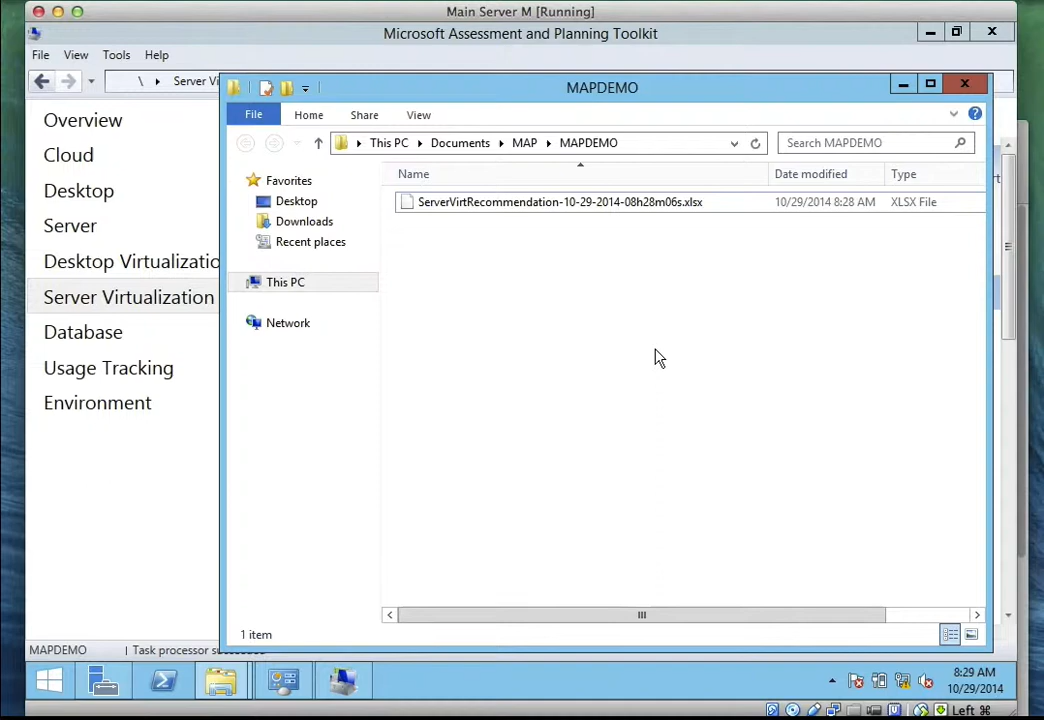 Main Server M [Running]
Microsoft Assessment and Planning Toolkit
File View Tools Help
\ Server Vi
Overview
Cloud
Desktop
Server
Desktop Virtualizatio
Server Virtualization
Database
Usage Tracking
Environment
MAPDEMO
File Home Share View
This PC Documents MAP MAPDEMO
Search MAPDEMO
Name Date modified Type
ServerVirtRecommendation-10-29-2014-08h28m06s.xlsx 10/29/2014 8:28 AM XLSX File
Favorites
Desktop
Downloads
Recent places
This PC
Network
1 item
MAPDEMO Task processor
8:29 AM
10/29/2014
Left ⌘